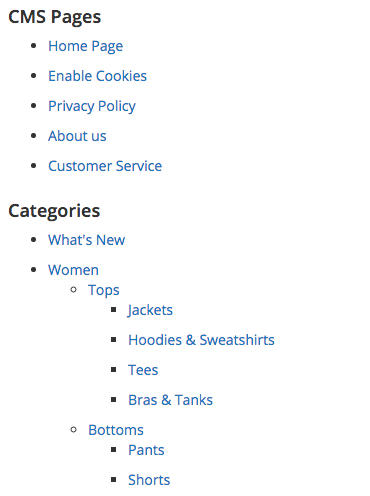 CMS Pages
Home Page
Enable Cookies
Privacy Policy
About us
Customer Service
Categories
What's New
Women
Tops
Jackets
Hoodies & Sweatshirts
Tees
Bras & Tanks
Bottoms
Pants
Shorts